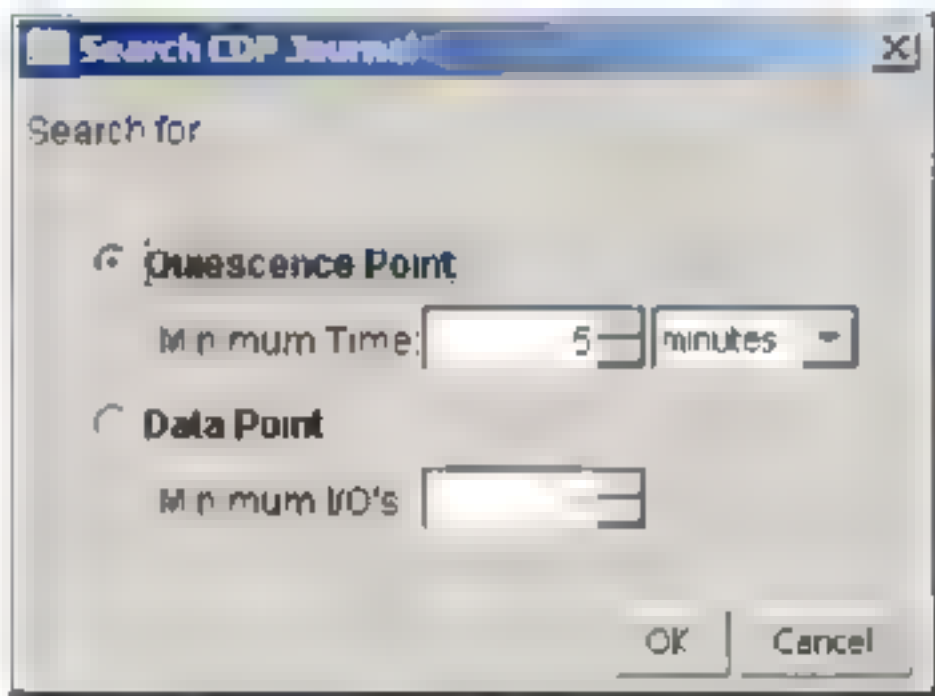 Search CDP Journal
Search for
Quiescence Point
Minimum Time: 5 minutes
Data Point
Minimum I/O's
OK Cancel